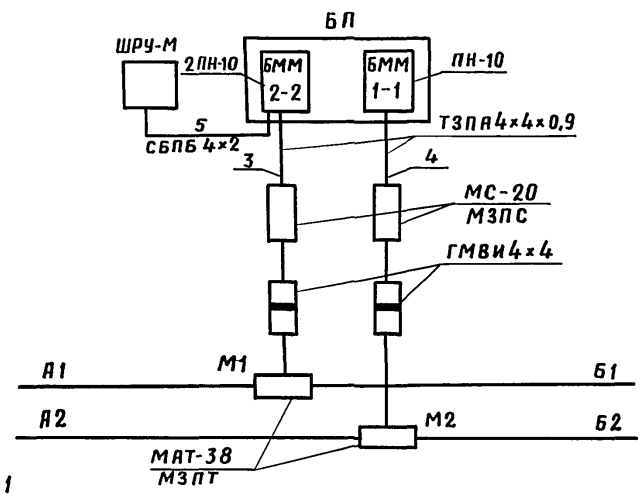 БП
ШРУ-М
2ПН-10
БММ
2-2
БММ
1-1
ПН-10
5
СБПБ 4×2
ТЗПА 4×4×0,9
3
4
МС-20
МЗПС
ГМВИ 4×4
М1
А1
Б1
А2
М2
Б2
МАТ-38
МЗПТ
1